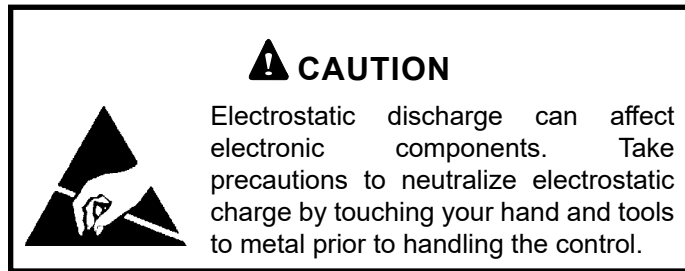 CAUTION
Electrostatic discharge can affect
electronic components. Take
precautions to neutralize electrostatic
charge by touching your hand and tools
to metal prior to handling the control.